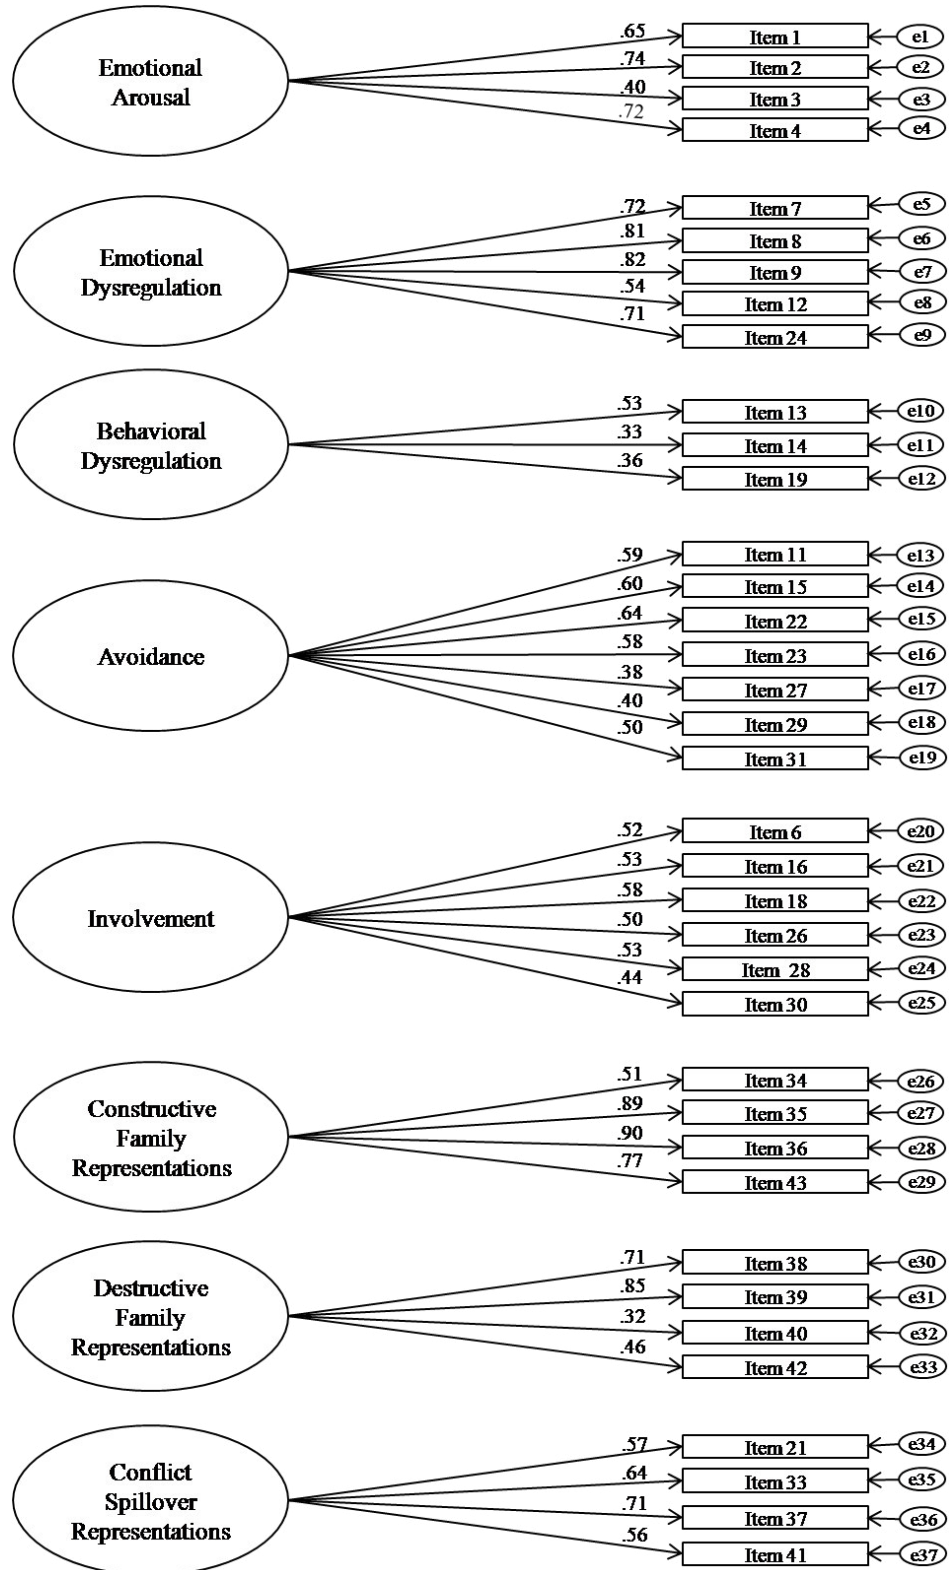 Emotional
Arousal
.65
Item 1
e1
.74
Item 2
e2
.40
Item 3
e3
.72
Item 4
e4
Emotional
Dysregulation
.72
Item 7
e5
.81
Item 8
e6
.82
Item 9
e7
.54
Item 12
e8
.71
Item 24
e9
Behavioral
Dysregulation
.53
Item 13
e10
.33
Item 14
e11
.36
Item 19
e12
Avoidance
.59
Item 11
e13
.60
Item 15
e14
.64
Item 22
e15
.58
Item 23
e16
.38
Item 27
e17
.40
Item 29
e18
.50
Item 31
e19
Involvement
.52
Item 6
e20
.53
Item 16
e21
.58
Item 18
e22
.50
Item 26
e23
.53
Item 28
e24
.44
Item 30
e25
Constructive
Family
Representations
.51
Item 34
e26
.89
Item 35
e27
.90
Item 36
e28
.77
Item 43
e29
Destructive
Family
Representations
.71
Item 38
e30
.85
Item 39
e31
.32
Item 40
e32
.46
Item 42
e33
Conflict
Spillover
Representations
.57
Item 21
e34
.64
Item 33
e35
.71
Item 37
e36
.56
Item 41
e37